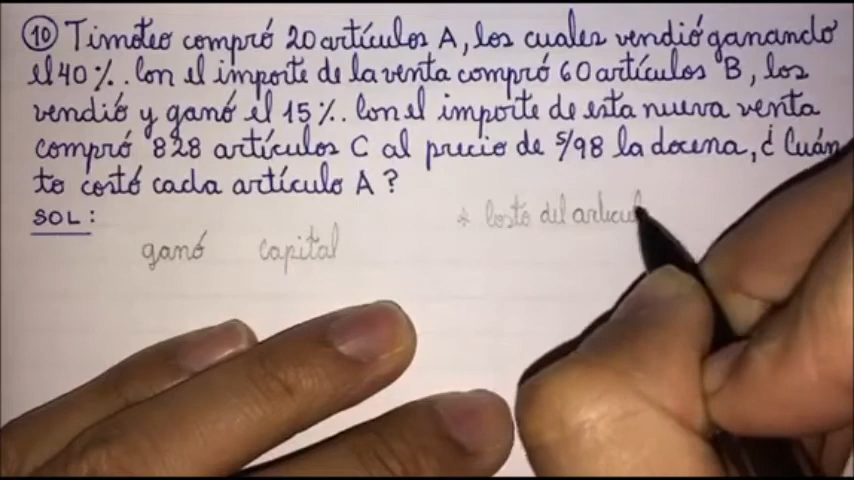 10 Timoteo compró 20 artículos A, los cuales vendió ganando
el 40%. Con el importe de la venta compró 60 artículos B, los
vendió y ganó el 15%. Con el importe de esta nueva venta
compró 828 artículos C al precio de S/98 la docena, ¿Cuán
to costó cada artículo A?
SOL:
* Costo del artícul
ganó capital